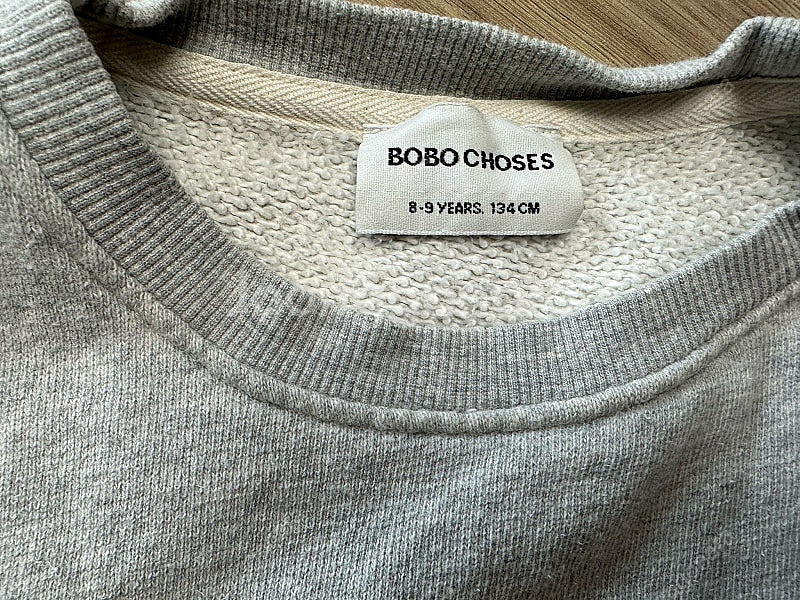 BOBO CHOSES
8-9 YEARS. 134 CM